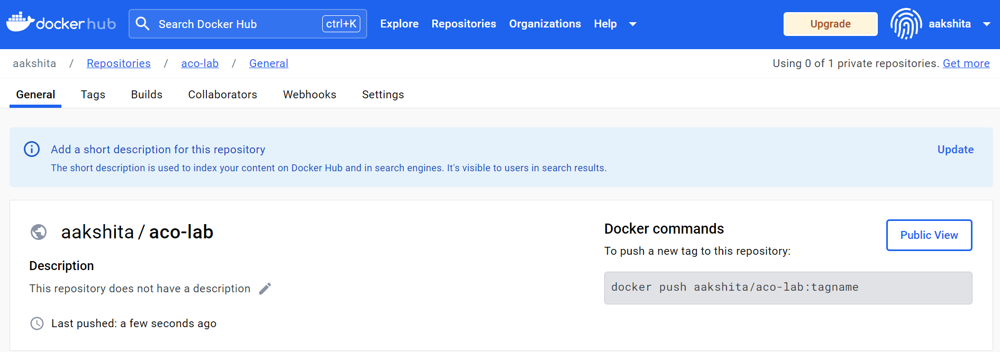 docker hub Search Docker Hub ctrl+K Explore Repositories Organizations Help Upgrade aakshita
aakshita / Repositories / aco-lab / General Using 0 of 1 private repositories. Get more
General Tags Builds Collaborators Webhooks Settings
Add a short description for this repository Update
The short description is used to index your content on Docker Hub and in search engines. It's visible to users in search results.
aakshita / aco-lab
Description
This repository does not have a description
Last pushed: a few seconds ago
Docker commands
Public View
To push a new tag to this repository:
docker push aakshita/aco-lab:tagname